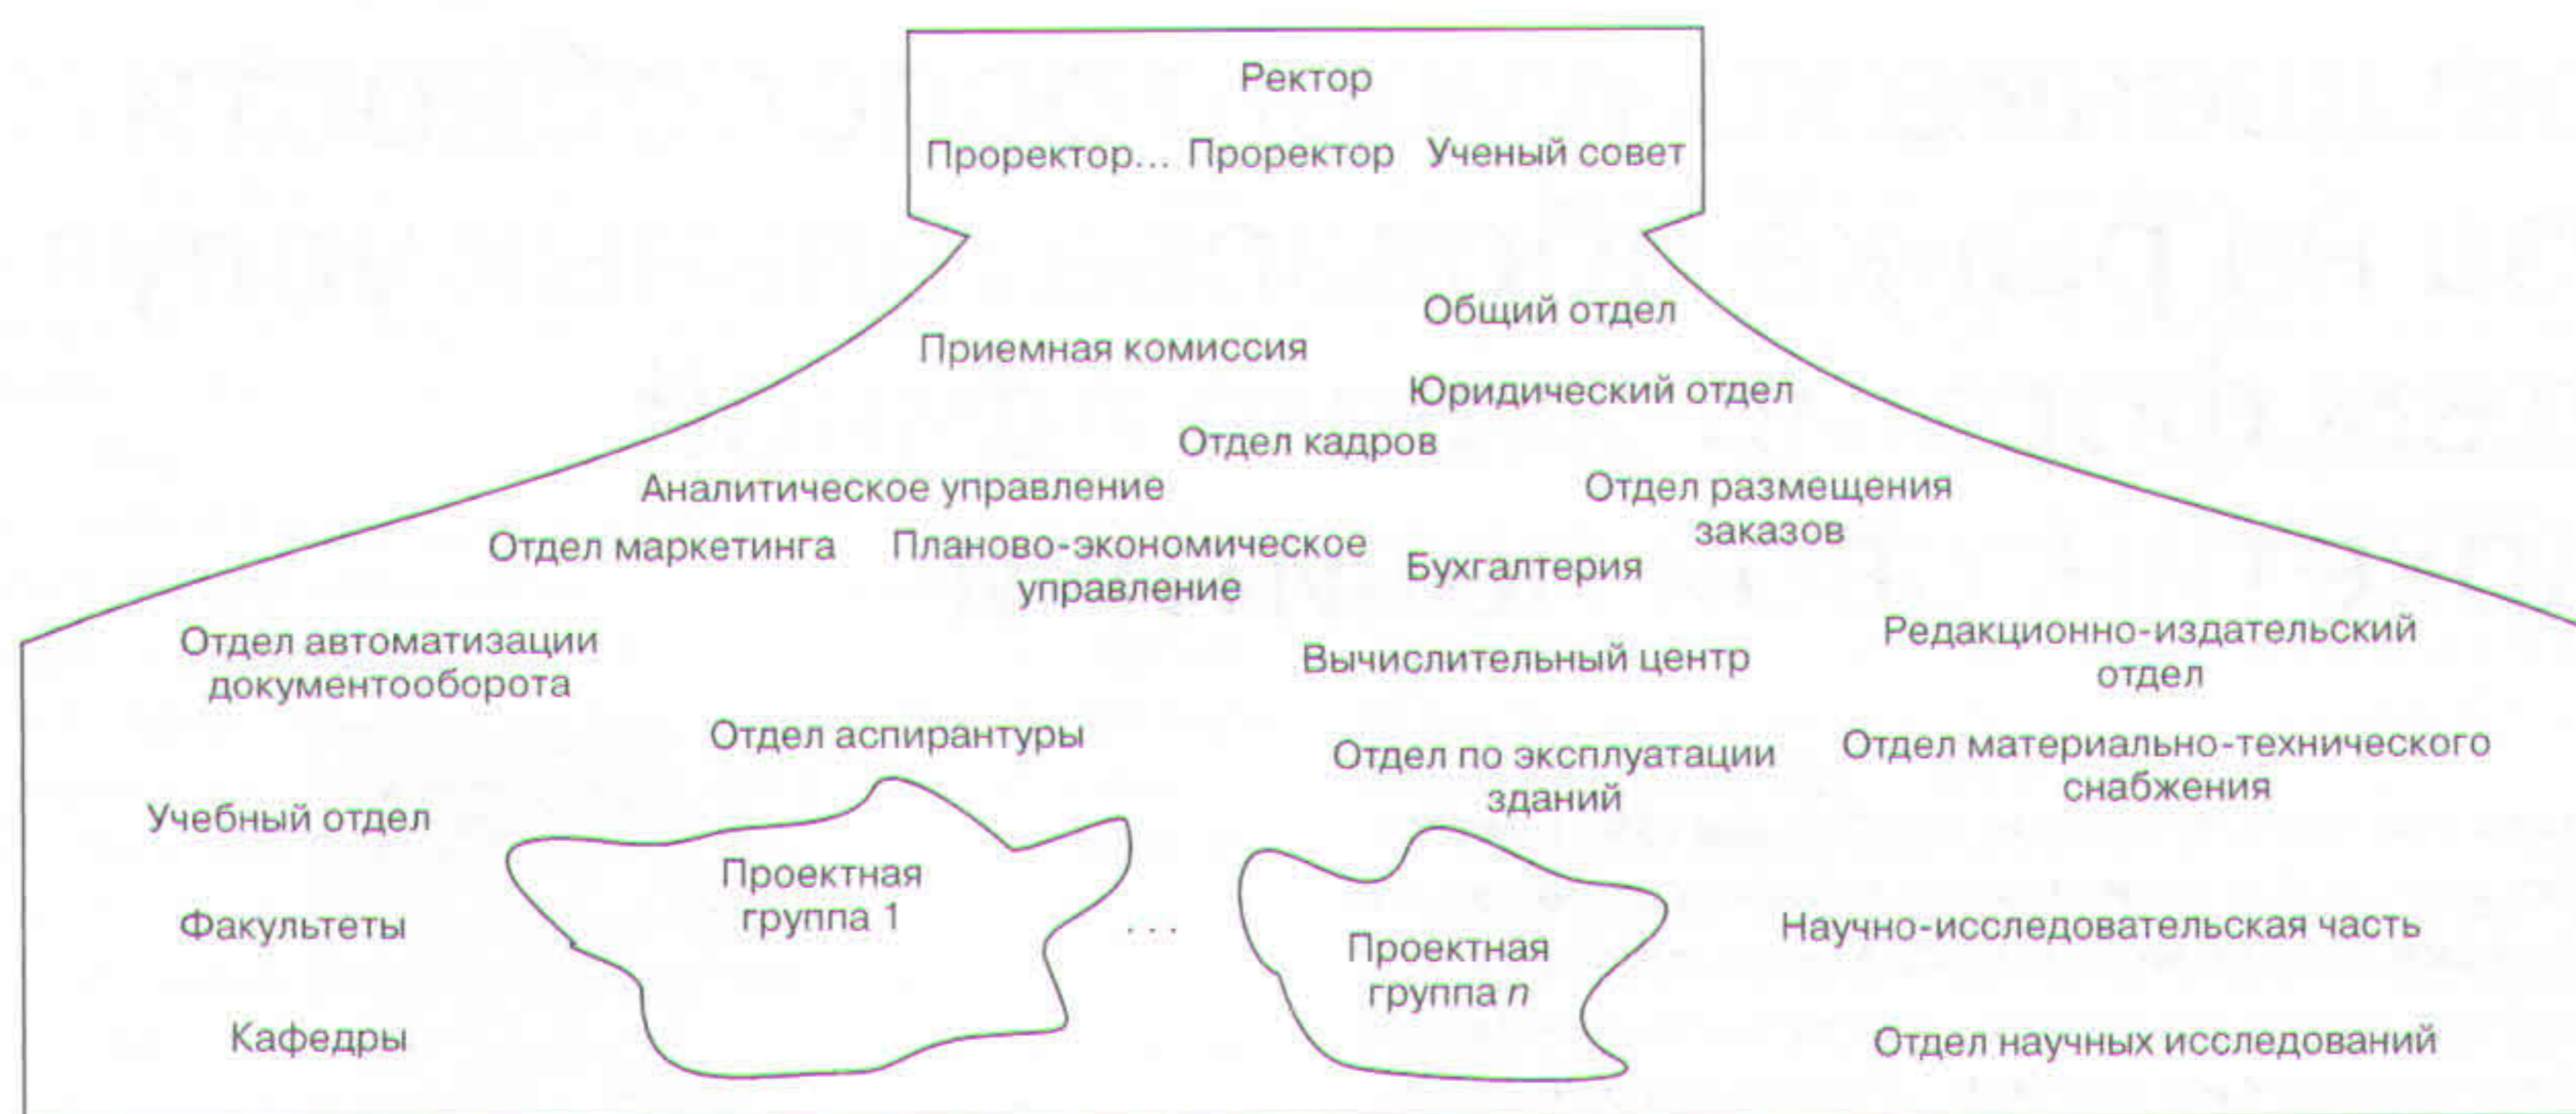 Ректор
Проректор... Проректор Ученый совет
Общий отдел
Приемная комиссия
Юридический отдел
Отдел кадров
Аналитическое управление
Отдел размещения
заказов
Отдел маркетинга
Планово-экономическое
управление
Бухгалтерия
Отдел автоматизации
документооборота
Вычислительный центр
Редакционно-издательский
отдел
Отдел аспирантуры
Отдел по эксплуатации
зданий
Отдел материально-технического
снабжения
Учебный отдел
Проектная
группа 1
...
Проектная
группа n
Факультеты
Научно-исследовательская часть
Кафедры
Отдел научных исследований